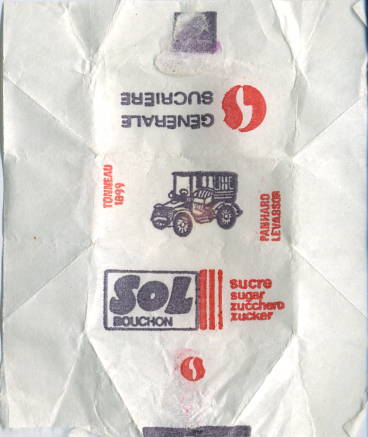 GÉNÉRALE
SUCRIÈRE
TONNEAU
1899
PANHARD
LEVASSOR
SOL
BOUCHON
sucre
sugar
zucchero
zucker